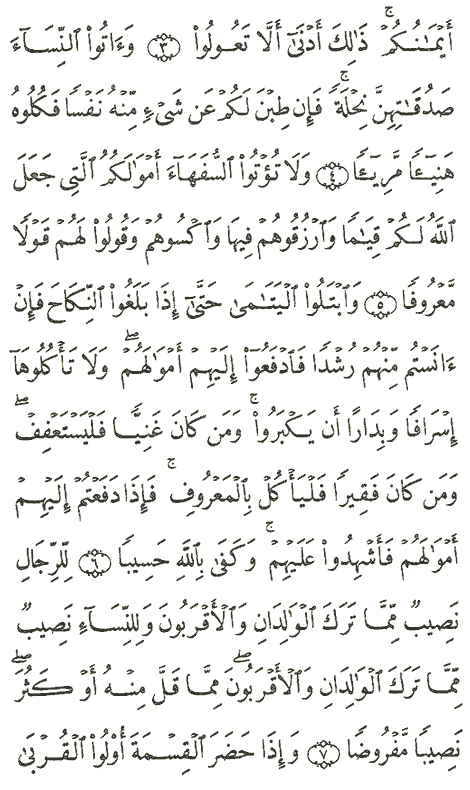 أَيْمَـٰنُكُمْ ۚ ذَٰلِكَ أَدْنَىٰٓ أَلَّا تَعُولُوا۟ ﴿٣﴾ وَءَاتُوا۟ ٱلنِّسَآءَ
صَدُقَـٰتِهِنَّ نِحْلَةً ۚ فَإِن طِبْنَ لَكُمْ عَن شَىْءٍ مِّنْهُ نَفْسًا فَكُلُوهُ
هَنِيٓـًٔا مَّرِيٓـًٔا ﴿٤﴾ وَلَا تُؤْتُوا۟ ٱلسُّفَهَآءَ أَمْوَٰلَكُمُ ٱلَّتِى جَعَلَ
ٱللَّهُ لَكُمْ قِيَـٰمًا وَٱرْزُقُوهُمْ فِيهَا وَٱكْسُوهُمْ وَقُولُوا۟ لَهُمْ قَوْلًا
مَّعْرُوفًا ﴿٥﴾ وَٱبْتَلُوا۟ ٱلْيَتَـٰمَىٰ حَتَّىٰٓ إِذَا بَلَغُوا۟ ٱلنِّكَاحَ فَإِنْ
ءَانَسْتُم مِّنْهُمْ رُشْدًا فَٱدْفَعُوٓا۟ إِلَيْهِمْ أَمْوَٰلَهُمْ ۖ وَلَا تَأْكُلُوهَآ
إِسْرَافًا وَبِدَارًا أَن يَكْبَرُوا۟ ۚ وَمَن كَانَ غَنِيًّا فَلْيَسْتَعْفِفْ ۖ
وَمَن كَانَ فَقِيرًا فَلْيَأْكُلْ بِٱلْمَعْرُوفِ ۚ فَإِذَا دَفَعْتُمْ إِلَيْهِمْ
أَمْوَٰلَهُمْ فَأَشْهِدُوا۟ عَلَيْهِمْ ۚ وَكَفَىٰ بِٱللَّهِ حَسِيبًا ﴿٦﴾ لِّلرِّجَالِ
نَصِيبٌ مِّمَّا تَرَكَ ٱلْوَٰلِدَانِ وَٱلْأَقْرَبُونَ وَلِلنِّسَآءِ نَصِيبٌ
مِّمَّا تَرَكَ ٱلْوَٰلِدَانِ وَٱلْأَقْرَبُونَ مِمَّا قَلَّ مِنْهُ أَوْ كَثُرَ ۚ
نَصِيبًا مَّفْرُوضًا ﴿٧﴾ وَإِذَا حَضَرَ ٱلْقِسْمَةَ أُو۟لُوا۟ ٱلْقُرْبَىٰ